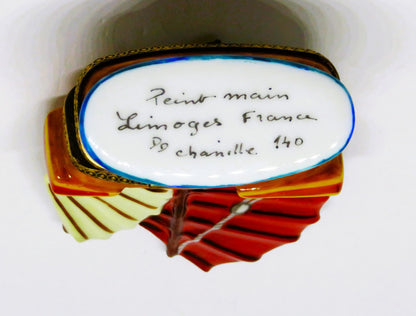 Peint main
Limoges France
chanille 140